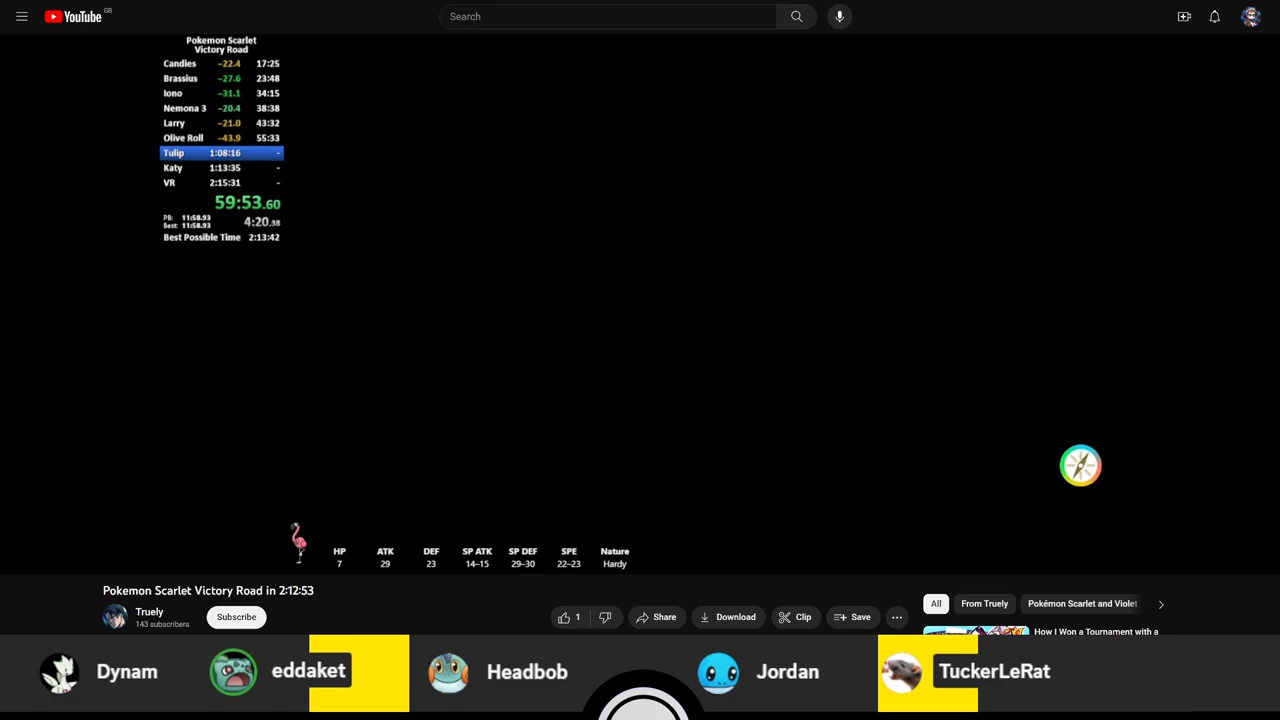 YouTube GB
Search
Pokemon Scarlet
Victory Road
Candies −22.4 17:25
Brassius −27.6 23:48
Iono −31.1 34:15
Nemona 3 −20.4 38:38
Larry −21.0 43:32
Olive Roll −43.9 55:33
Tulip 1:08:16 -
Katy 1:13:35 -
VR 2:15:31 -
59:53.60
PB: 11:58.93
Best: 11:58.93
4:20.98
Best Possible Time 2:13:42
HP ATK DEF SP ATK SP DEF SPE Nature
7 29 23 14–15 29–30 22–23 Hardy
Pokemon Scarlet Victory Road in 2:12:53
Truely
143 subscribers
Subscribe
1
Share
Download
Clip
Save
All
From Truely
Pokémon Scarlet and Violet
How I Won a Tournament with a
Dynam
eddaket
Headbob
Jordan
TuckerLeRat